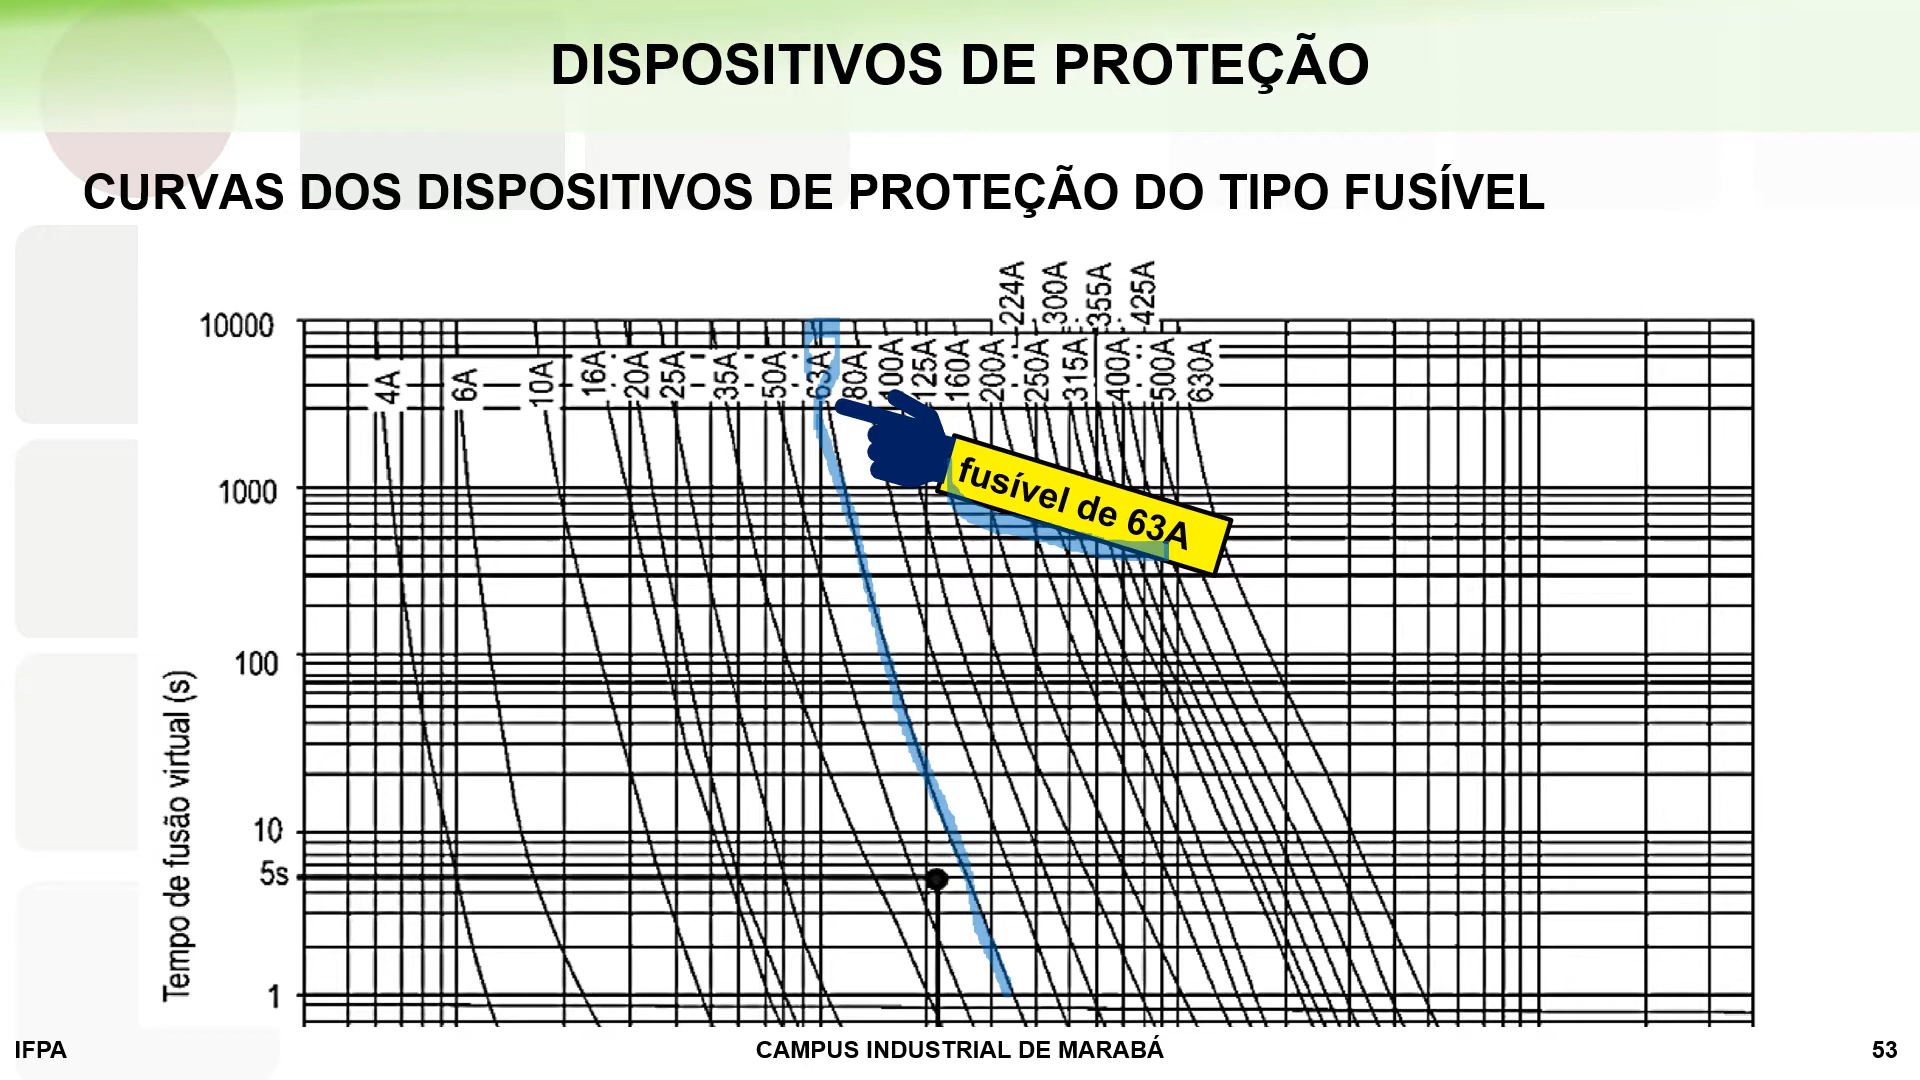 DISPOSITIVOS DE PROTEÇÃO
CURVAS DOS DISPOSITIVOS DE PROTEÇÃO DO TIPO FUSÍVEL
224A 300A 355A 425A
10000
4A 6A 10A 16A 20A 25A 35A 50A 63A 80A 100A 125A 160A 200A 250A 315A 400A 500A 630A
fusível de 63A
1000
100
10
5s
1
Tempo de fusão virtual (s)
IFPA
CAMPUS INDUSTRIAL DE MARABÁ
53